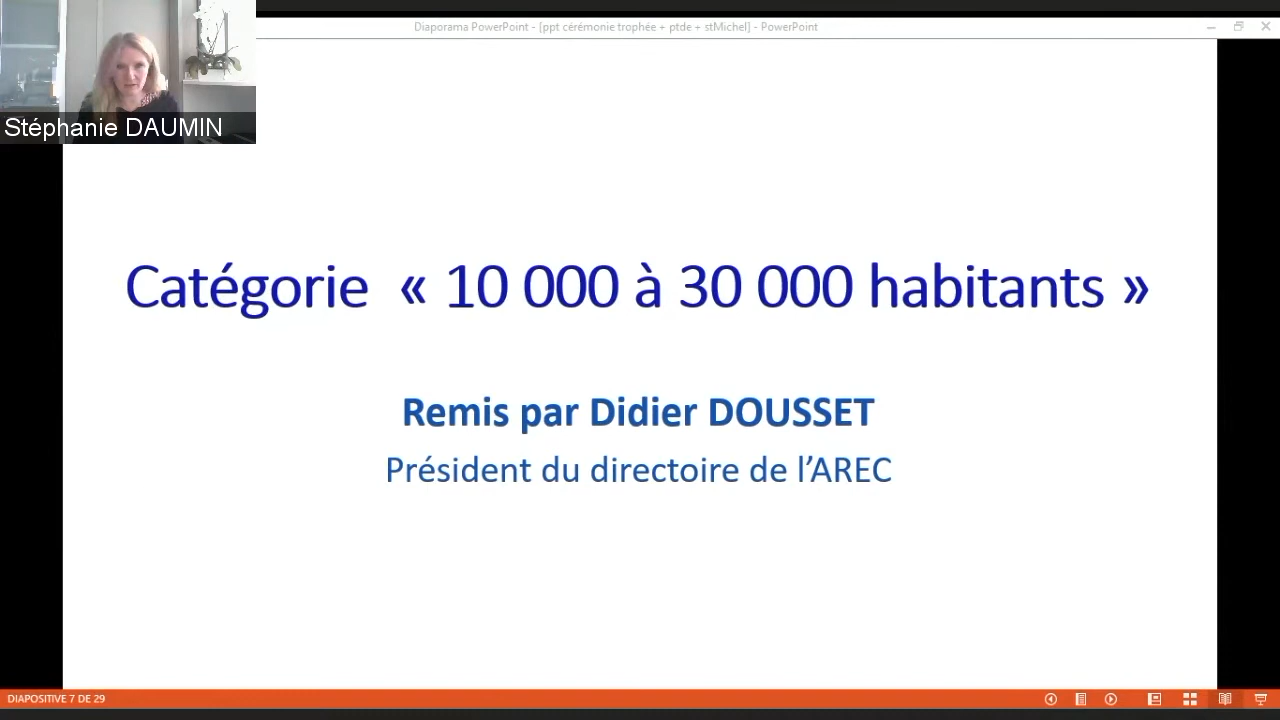 Diaporama PowerPoint - [ppt cérémonie trophée + ptde + stMichel] - PowerPoint
Stéphanie DAUMIN
Catégorie « 10 000 à 30 000 habitants »
Remis par Didier DOUSSET
Président du directoire de l’AREC
DIAPOSITIVE 7 DE 29